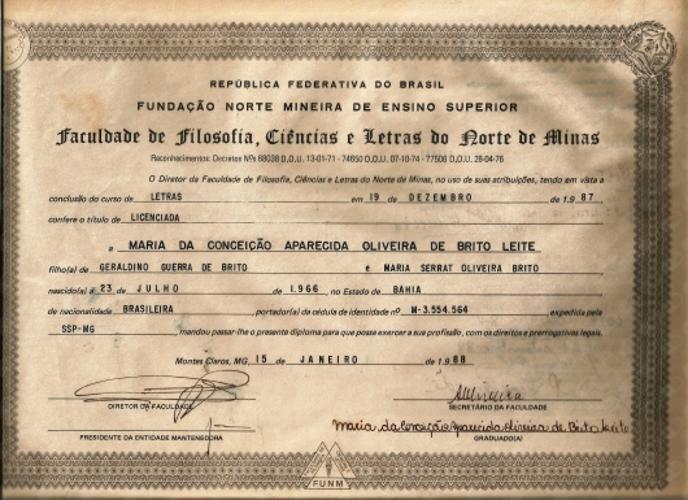 REPÚBLICA FEDERATIVA DO BRASIL
FUNDAÇÃO NORTE MINEIRA DE ENSINO SUPERIOR
Faculdade de Filosofia, Ciências e Letras do Norte de Minas
Reconhecimentos: Decretos NºS 68038 D.O.U. 13-01-71 - 74650 D.O.U. 07-10-74 - 77506 D.O.U. 28-04-76
O Diretor da Faculdade de Filosofia, Ciências e Letras do Norte de Minas, no uso de suas atribuições, tendo em vista a
conclusão do curso de LETRAS em 19 de DEZEMBRO de 1.9 87
confere o título de LICENCIADA
a MARIA DA CONCEIÇÃO APARECIDA OLIVEIRA DE BRITO LEITE
filho(a) de GERALDINO GUERRA DE BRITO e MARIA SERRAT OLIVEIRA BRITO
nascido(a) a 23 de JULHO de 1.966, no Estado de BAHIA
de nacionalidade BRASILEIRA, portador(a) da cédula de identidade nº M-3.554.564, expedida pela
SSP-MG, mandou passar-lhe o presente diploma para que possa exercer a sua profissão, com os direitos e prerrogativas legais.
Montes Claros, MG, 15 de JANEIRO de 1.9 88
DIRETOR DA FACULDADE
SECRETÁRIO DA FACULDADE
Maria da Conceição Aparecida Oliveira de Brito Leite
PRESIDENTE DA ENTIDADE MANTENEDORA
GRADUADO(A)
FUNM